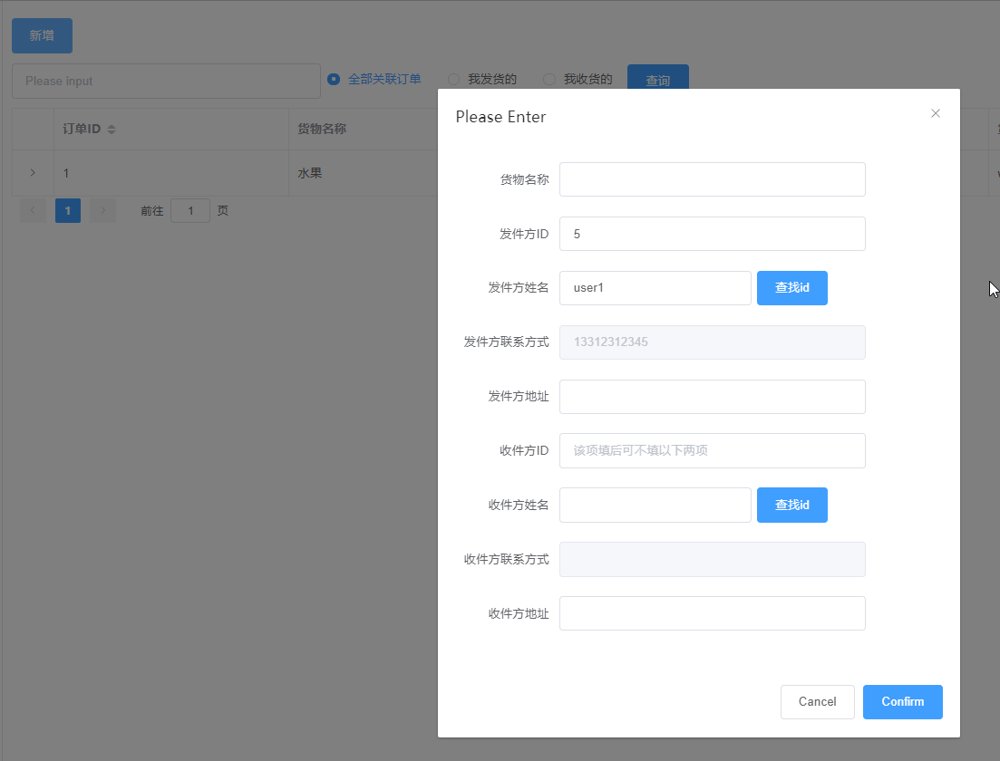 新增
Please input 全部关联订单 我发货的 我收货的 查询
订单ID 货物名称
1 水果
1 前往 1 页
Please Enter
货物名称
发件方ID 5
发件方姓名 user1 查找id
发件方联系方式 13312312345
发件方地址
收件方ID 该项填后可不填以下两项
收件方姓名 查找id
收件方联系方式
收件方地址
Cancel Confirm